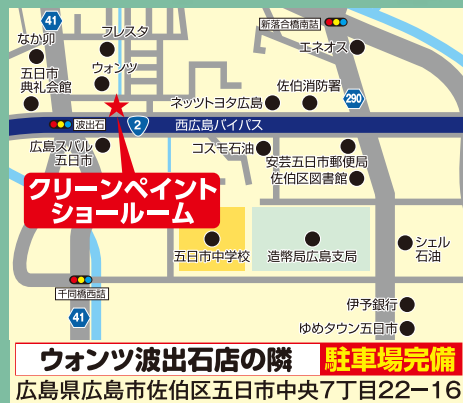 41
なか卯
フレスタ
新落合橋南詰
エネオス
五日市
典礼会館
ウォンツ
佐伯消防署
ネッツトヨタ広島
290
波出石
2
西広島バイパス
広島スバル
五日市
コスモ石油
安芸五日市郵便局
佐伯区図書館
クリーンペイント
ショールーム
五日市中学校
造幣局広島支局
シェル
石油
千同橋西詰
41
伊予銀行
ゆめタウン五日市
ウォンツ波出石店の隣
駐車場完備
広島県広島市佐伯区五日市中央7丁目22−16